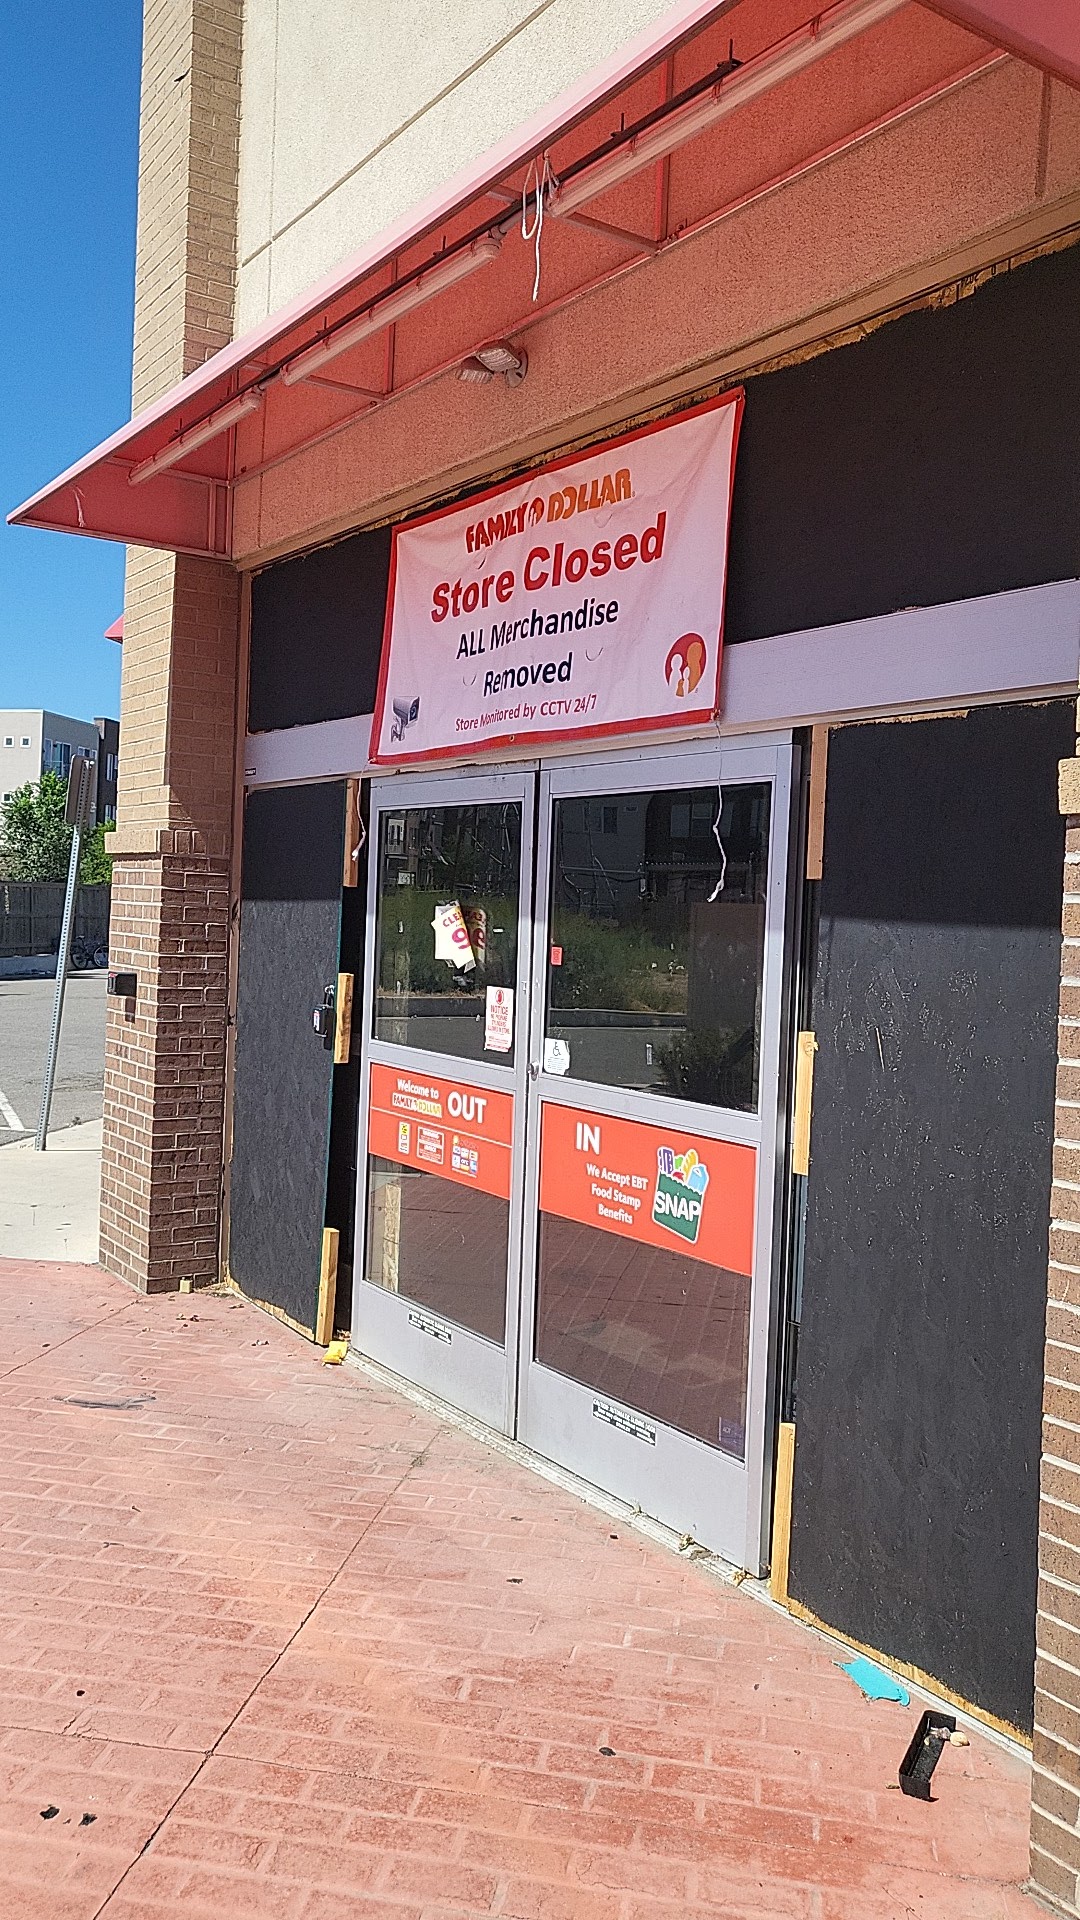 FAMILY DOLLAR
Store Closed
ALL Merchandise
Removed
Store Monitored by CCTV 24/7
NOTICE
Welcome to
FAMILY DOLLAR
OUT
IN
We Accept EBT
Food Stamp
Benefits
SNAP